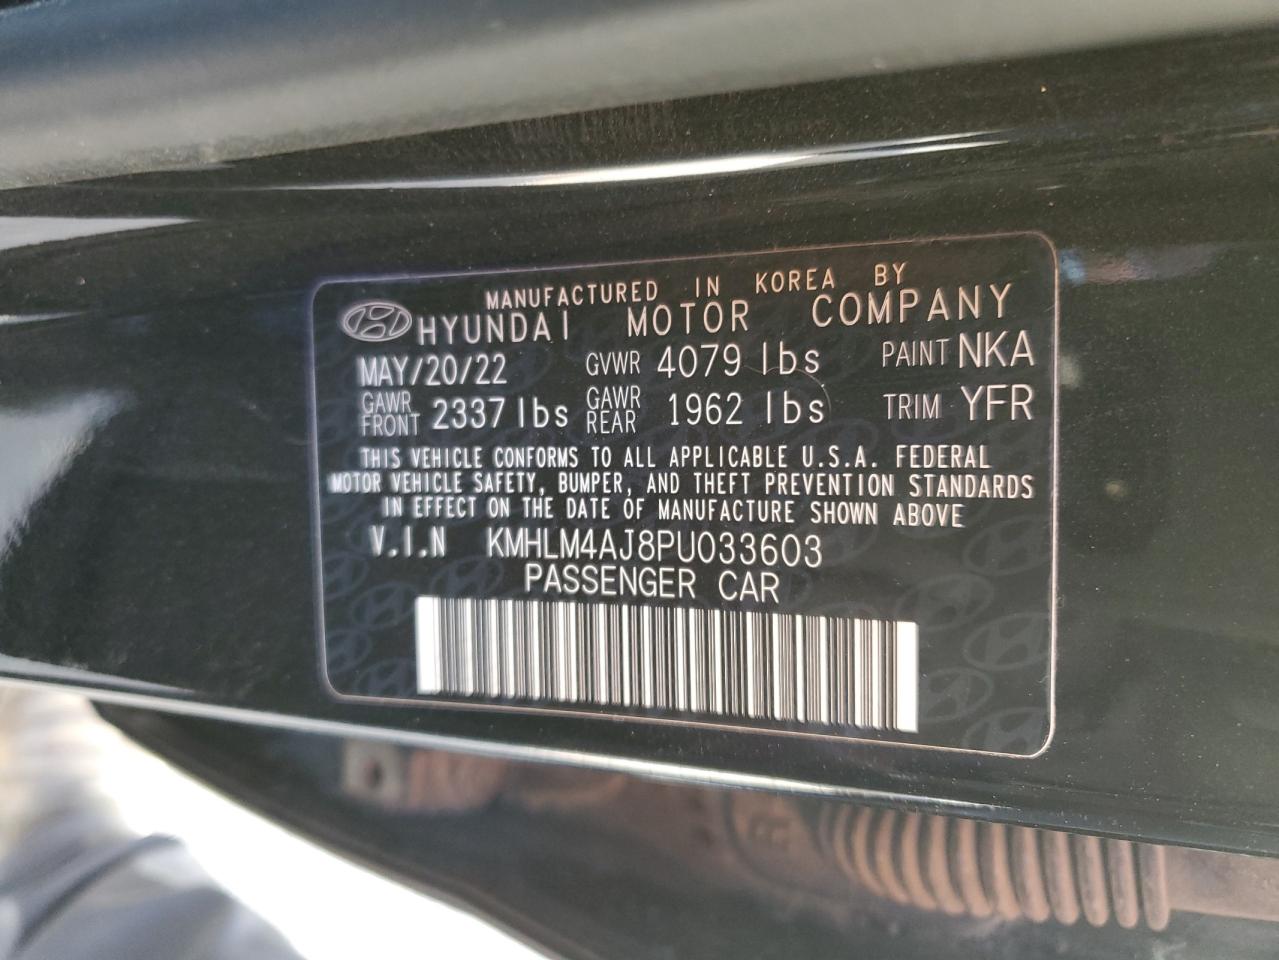 MANUFACTURED IN KOREA BY
HYUNDAI MOTOR COMPANY
MAY/20/22 GVWR 4079 lbs PAINT NKA
GAWR FRONT 2337 lbs GAWR REAR 1962 lbs TRIM YFR
THIS VEHICLE CONFORMS TO ALL APPLICABLE U.S.A. FEDERAL
MOTOR VEHICLE SAFETY, BUMPER, AND THEFT PREVENTION STANDARDS
IN EFFECT ON THE DATE OF MANUFACTURE SHOWN ABOVE
V.I.N KMHLM4AJ8PU033603
PASSENGER CAR